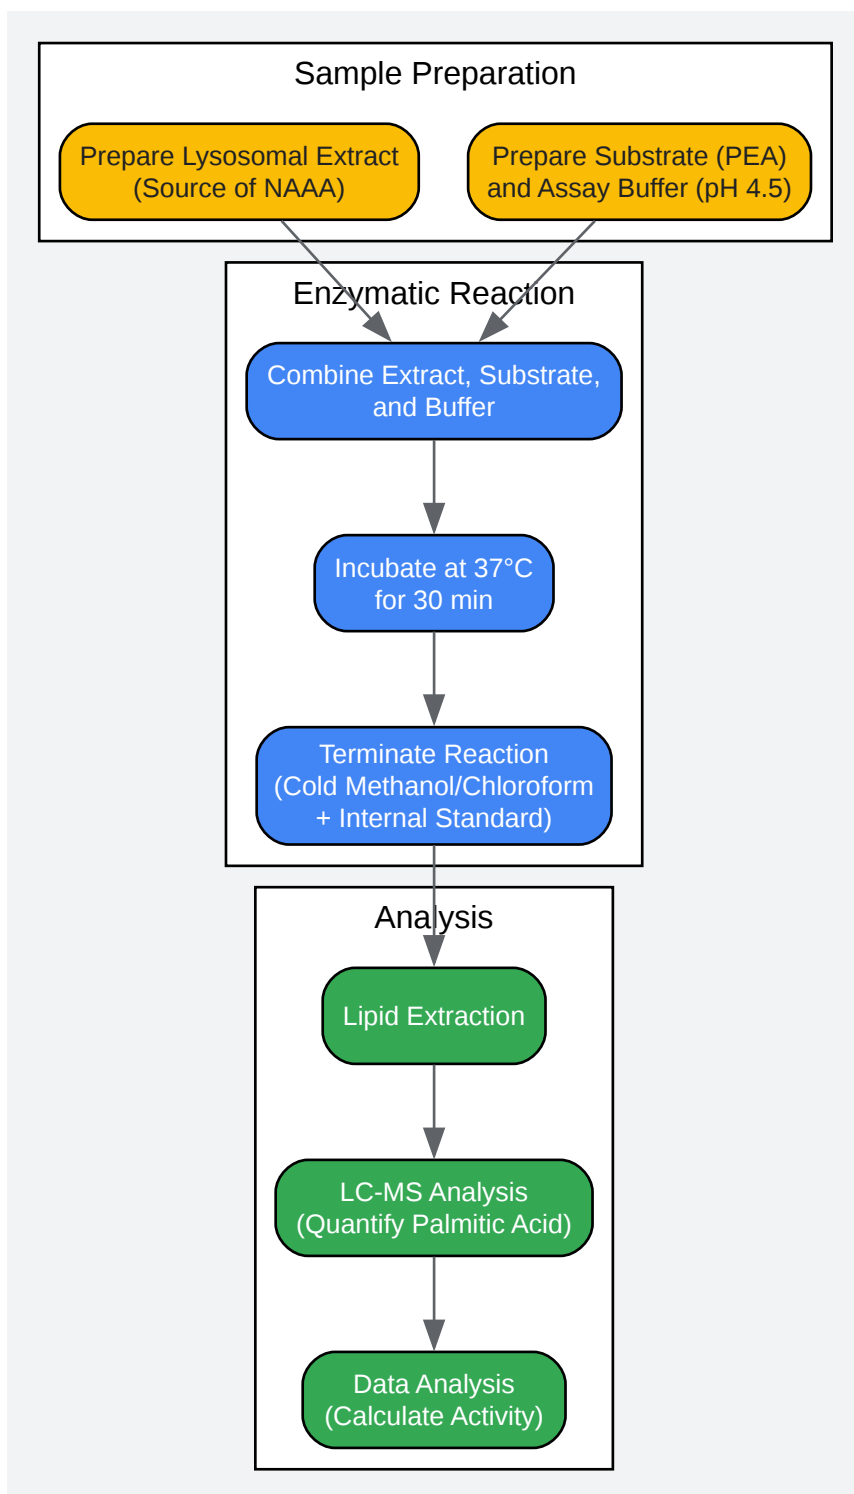 Sample Preparation
Prepare Lysosomal Extract
(Source of NAAA)
Prepare Substrate (PEA)
and Assay Buffer (pH 4.5)
Enzymatic Reaction
Combine Extract, Substrate,
and Buffer
Incubate at 37°C
for 30 min
Terminate Reaction
(Cold Methanol/Chloroform
+ Internal Standard)
Analysis
Lipid Extraction
LC-MS Analysis
(Quantify Palmitic Acid)
Data Analysis
(Calculate Activity)